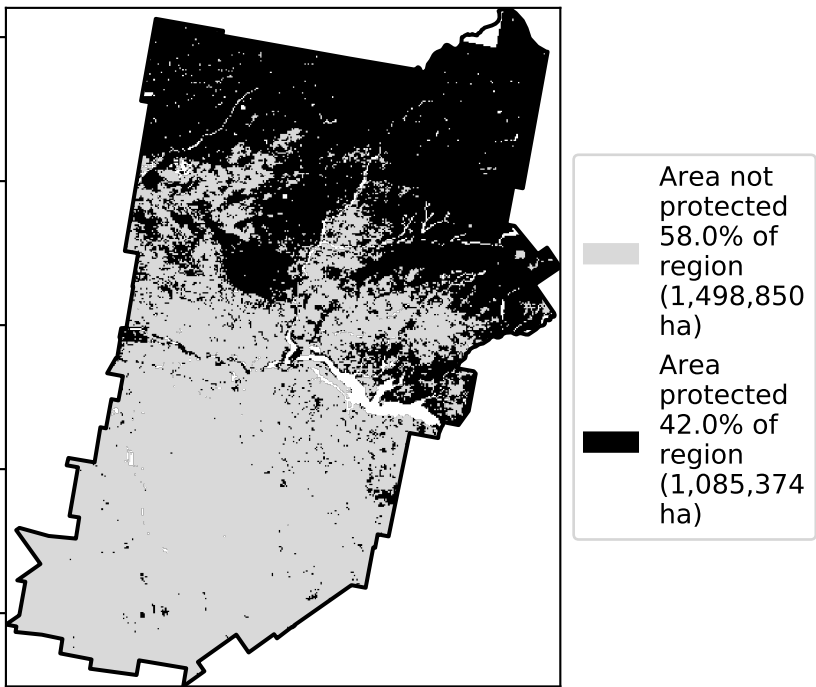 Area not
protected
58.0% of
region
(1,498,850
ha)
Area
protected
42.0% of
region
(1,085,374
ha)